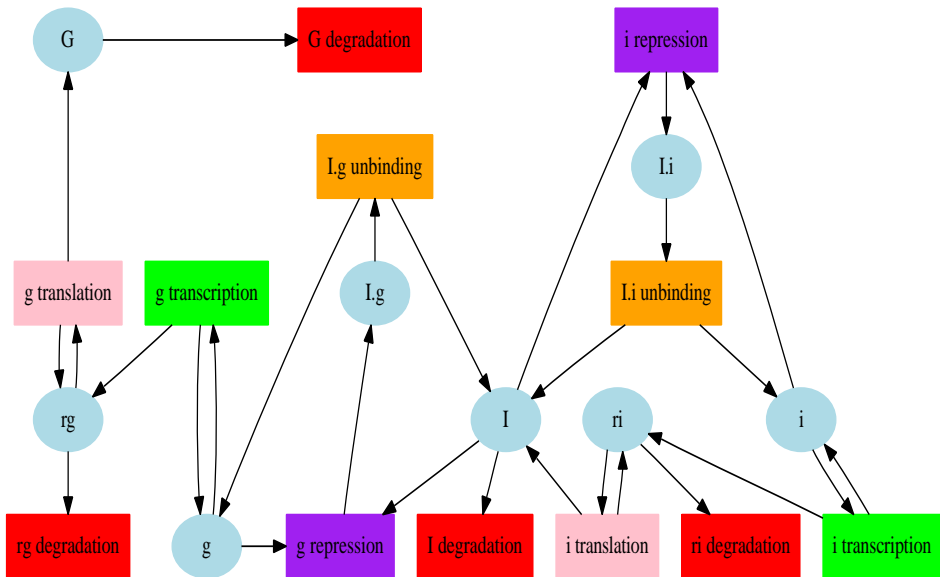 G
G degradation
i repression
I.g unbinding
I.i
g translation
g transcription
I.g
I.i unbinding
rg
I
ri
i
rg degradation
g
g repression
I degradation
i translation
ri degradation
i transcription